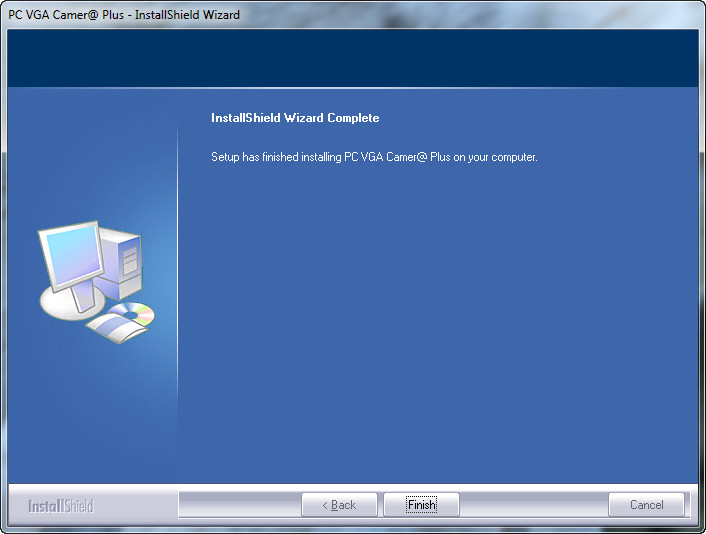 PC VGA Camer@ Plus - InstallShield Wizard
InstallShield Wizard Complete
Setup has finished installing PC VGA Camer@ Plus on your computer.
InstallShield
< Back
Finish
Cancel